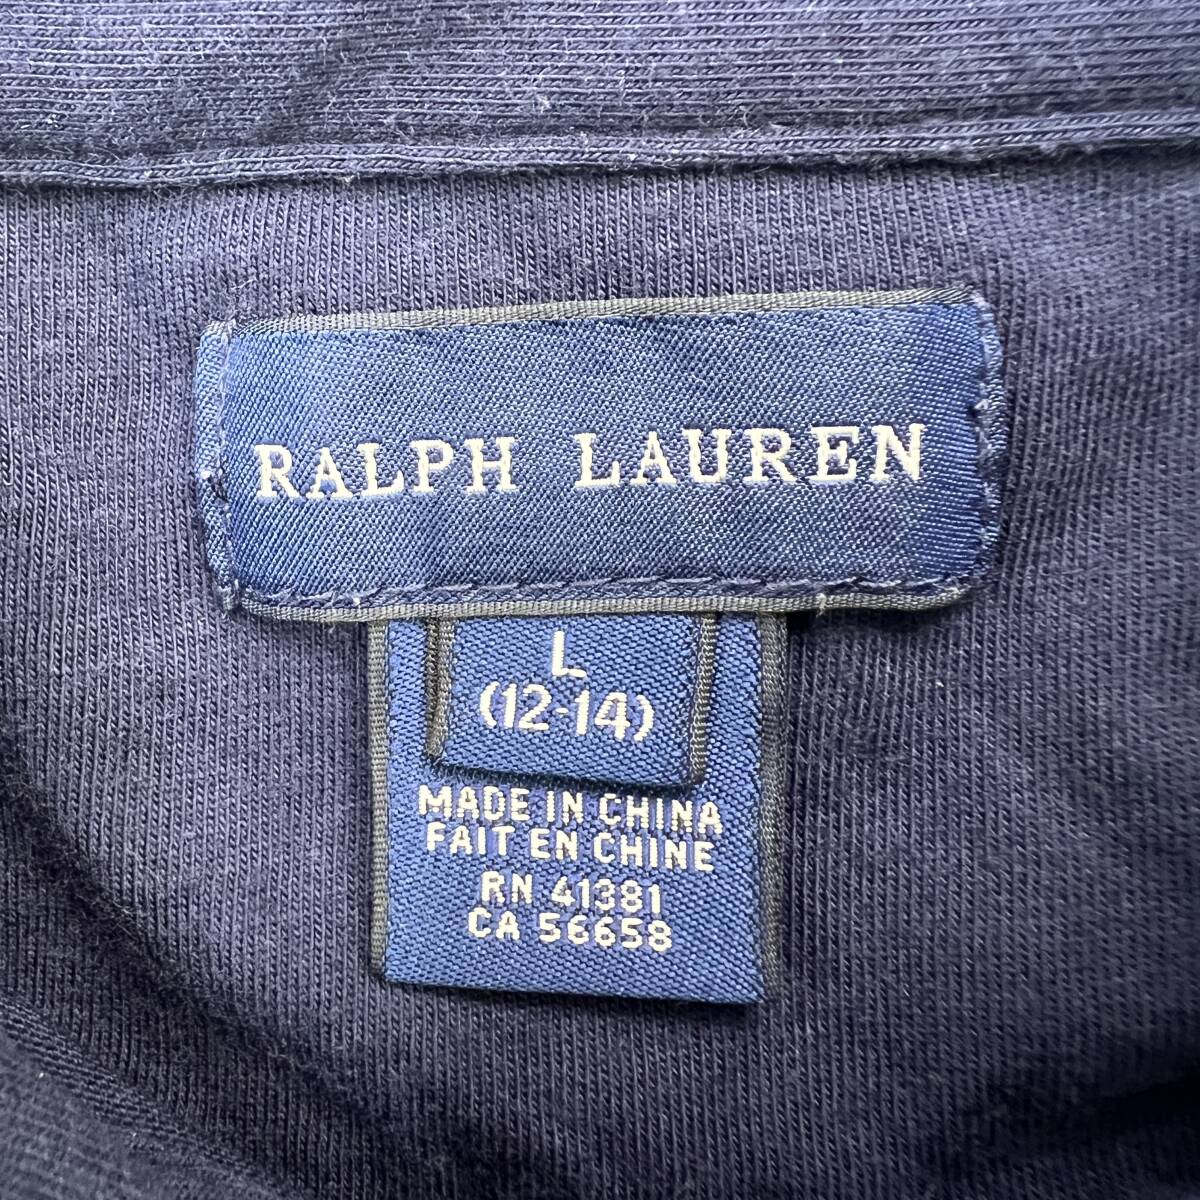 RALPH LAUREN
L
(12-14)
MADE IN CHINA
FAIT EN CHINE
RN 41381
CA 56658